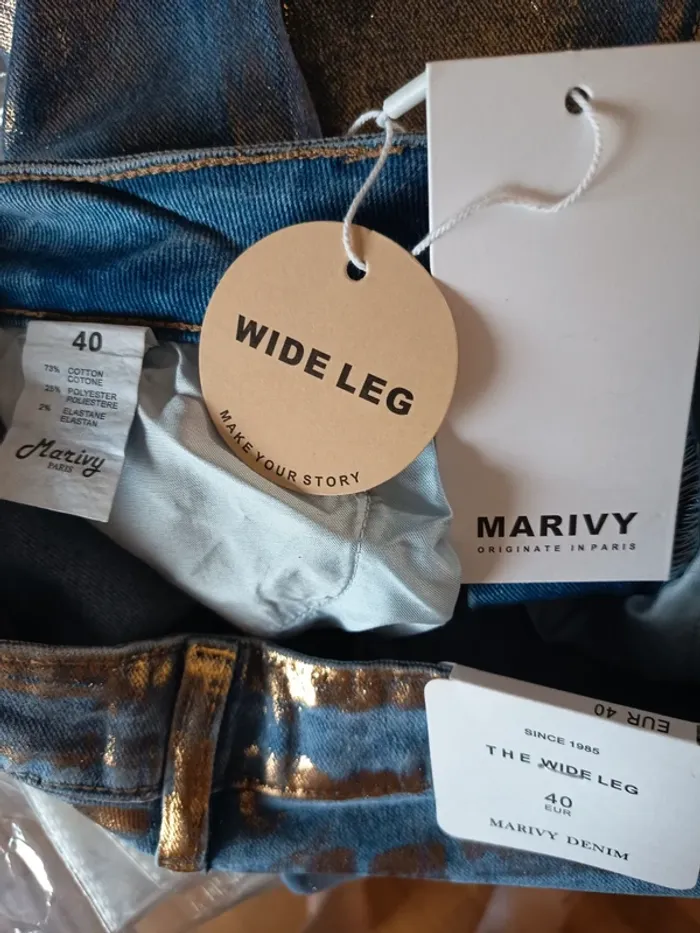 WIDE LEG
MAKE YOUR STORY
40
73% COTTON
COTONE
25% POLYESTER
POLIESTERE
2% ELASTANE
ELASTAN
Marivy
PARIS
MARIVY
ORIGINATE IN PARIS
EUR 40
SINCE 1985
THE WIDE LEG
40
EUR
MARIVY DENIM